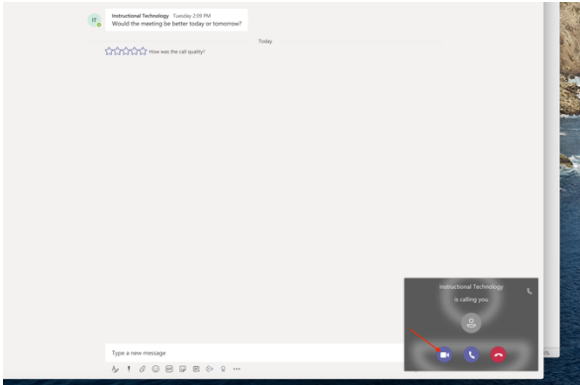 IT
Instructional Technology Tuesday 2:09 PM
Would the meeting be better today or tomorrow?
Today
How was the call quality?
Instructional Technology
is calling you
Type a new message